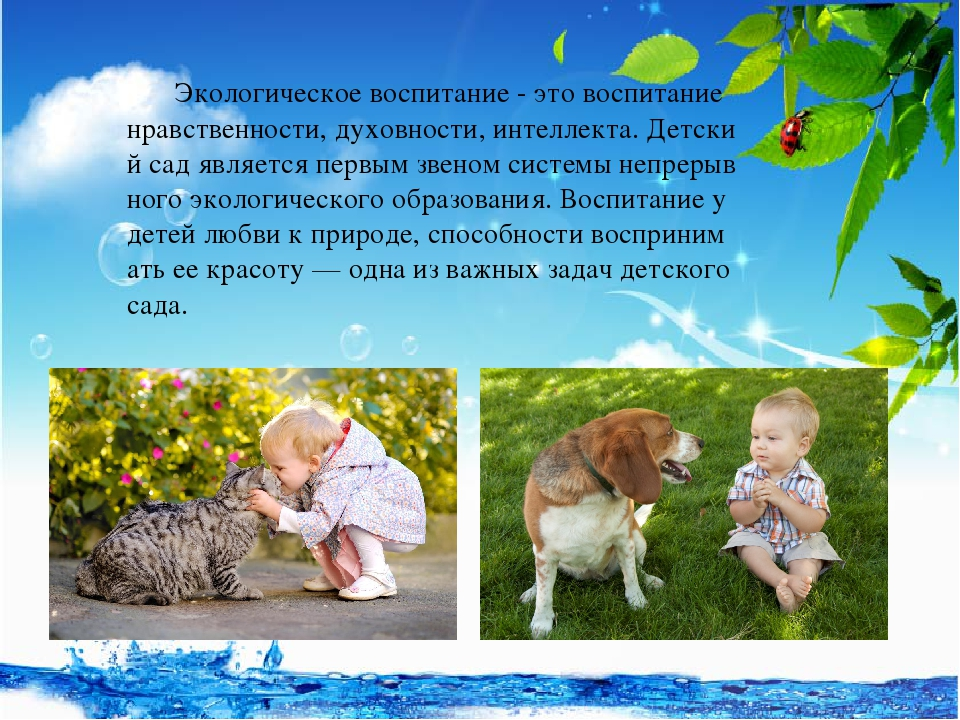 Экологическое воспитание - это воспитание
нравственности, духовности, интеллекта. Детски
й сад является первым звеном системы непрерыв
ного экологического образования. Воспитание у
детей любви к природе, способности восприним
ать ее красоту — одна из важных задач детского
сада.